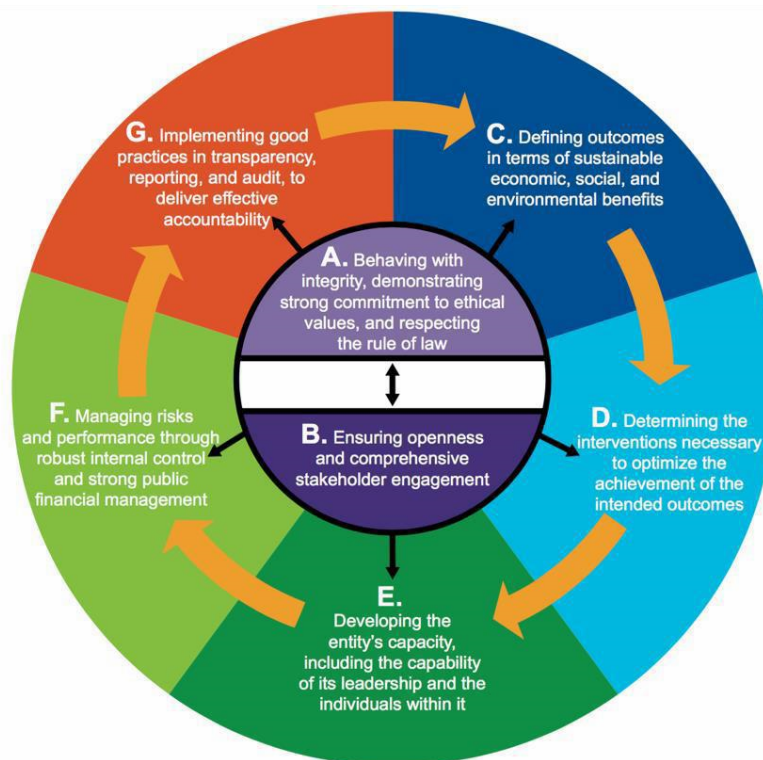 G. Implementing good
practices in transparency,
reporting, and audit, to
deliver effective
accountability
C. Defining outcomes
in terms of sustainable
economic, social, and
environmental benefits
A. Behaving with
integrity, demonstrating
strong commitment to ethical
values, and respecting
the rule of law
F. Managing risks
and performance through
robust internal control
and strong public
financial management
B. Ensuring openness
and comprehensive
stakeholder engagement
D. Determining the
interventions necessary
to optimize the
achievement of the
intended outcomes
E.
Developing the
entity's capacity,
including the capability
of its leadership and the
individuals within it